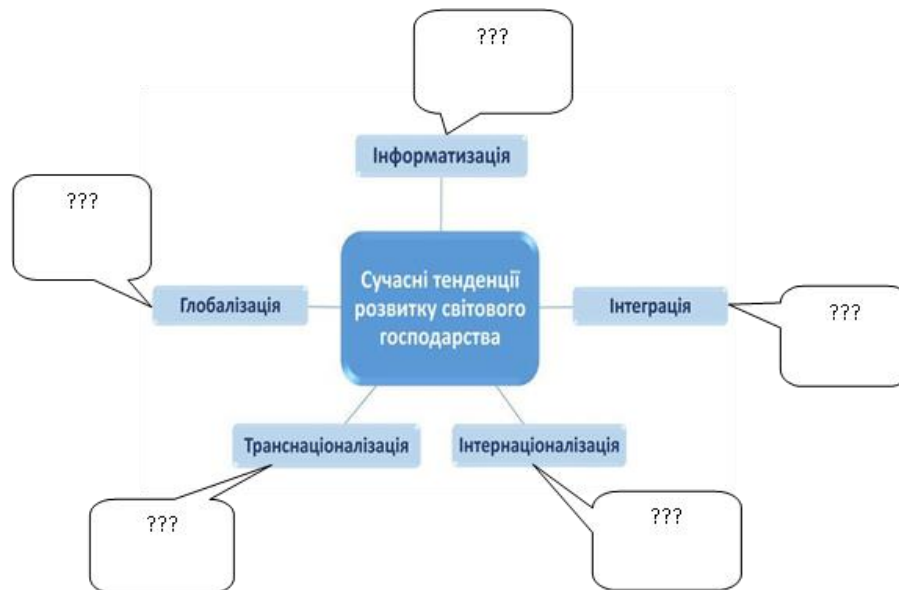 ???
Інформатизація
???
Глобалізація
Сучасні тенденції
розвитку світового
господарства
Інтеграція
???
Транснаціоналізація
Інтернаціоналізація
???
???